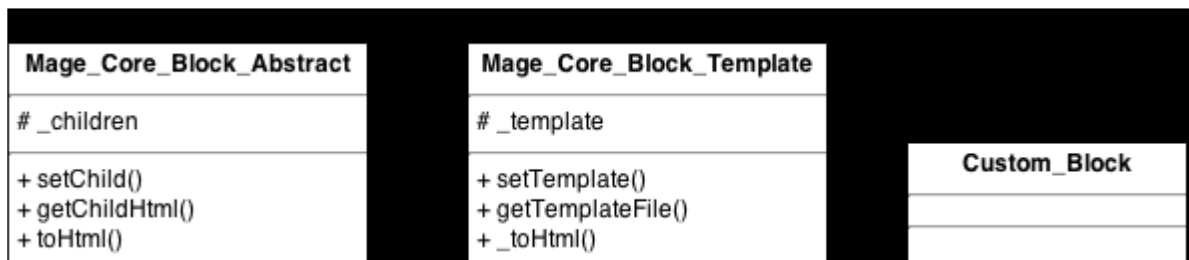 Mage_Core_Block_Abstract
# _children
+ setChild()
+ getChildHtml()
+ toHtml()
Mage_Core_Block_Template
# _template
+ setTemplate()
+ getTemplateFile()
+ _toHtml()
Custom_Block